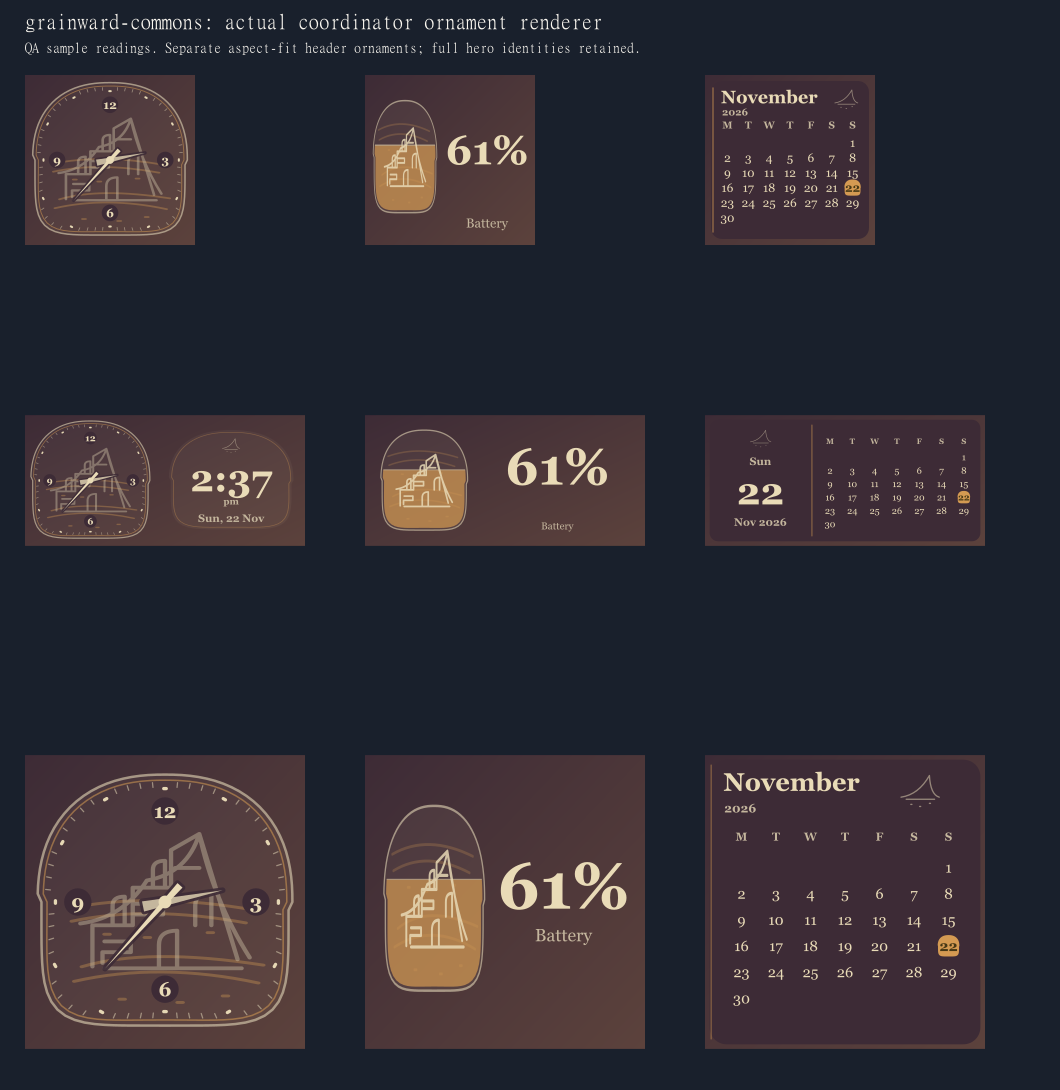 grainward-commons: actual coordinator ornament renderer
QA sample readings. Separate aspect-fit header ornaments; full hero identities retained.
12
9 3
6
61%
Battery
November
2026
M T W T F S S
1
2 3 4 5 6 7 8
9 10 11 12 13 14 15
16 17 18 19 20 21 22
23 24 25 26 27 28 29
30
12
9 3
6
2:37
pm
Sun, 22 Nov
61%
Battery
Sun
22
Nov 2026
M T W T F S S
1
2 3 4 5 6 7 8
9 10 11 12 13 14 15
16 17 18 19 20 21 22
23 24 25 26 27 28 29
30
12
9 3
6
61%
Battery
November
2026
M T W T F S S
1
2 3 4 5 6 7 8
9 10 11 12 13 14 15
16 17 18 19 20 21 22
23 24 25 26 27 28 29
30